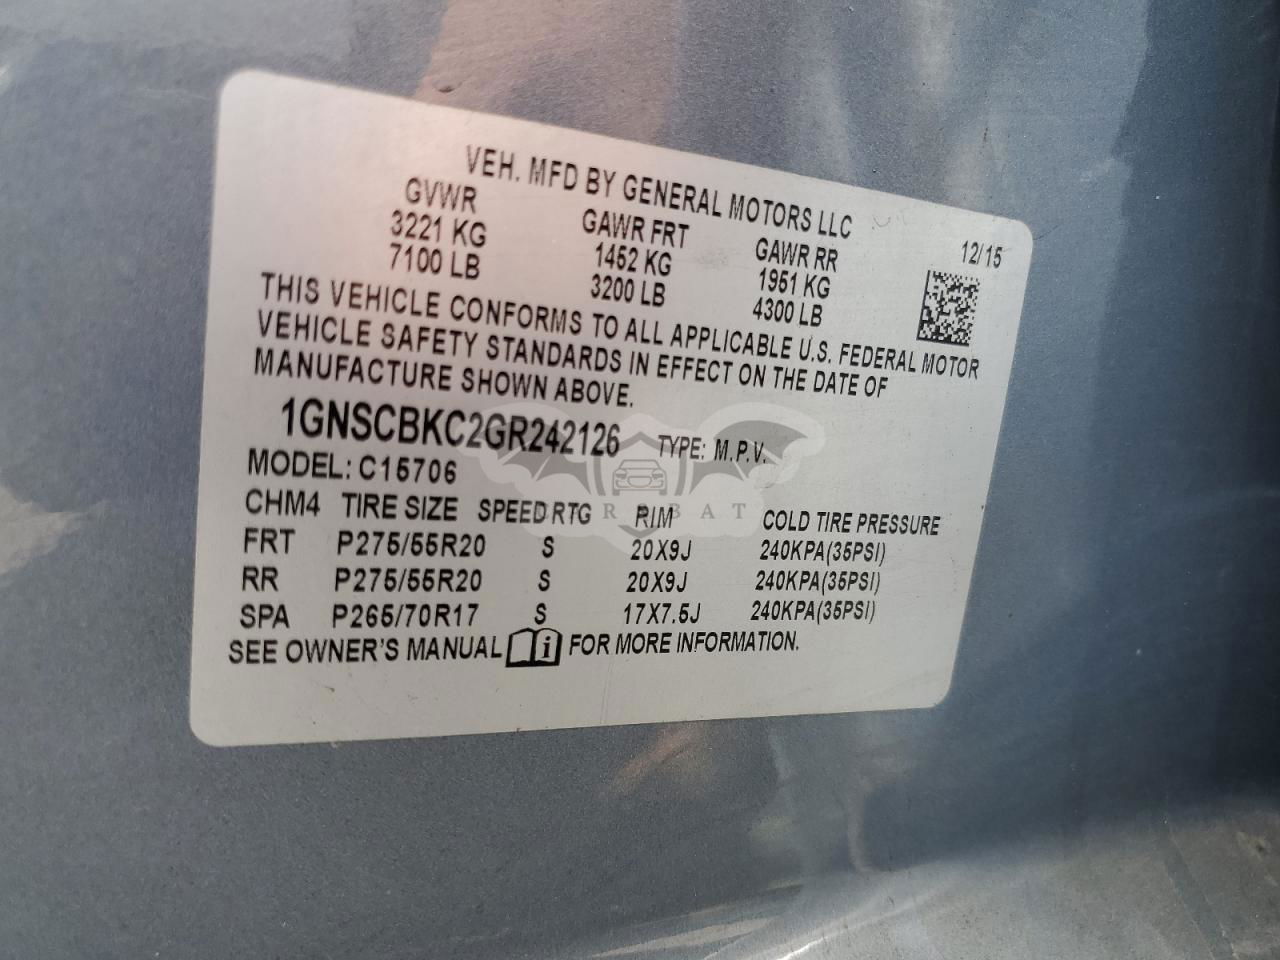 VEH. MFD BY GENERAL MOTORS LLC
GVWR GAWR FRT GAWR RR 12/15
3221 KG 1452 KG 1951 KG
7100 LB 3200 LB 4300 LB
THIS VEHICLE CONFORMS TO ALL APPLICABLE U.S. FEDERAL MOTOR
VEHICLE SAFETY STANDARDS IN EFFECT ON THE DATE OF
MANUFACTURE SHOWN ABOVE.
1GNSCBKC2GR242126 TYPE: M.P.V.
MODEL: C15706
CHM4 TIRE SIZE SPEED RTG RIM COLD TIRE PRESSURE
FRT P275/55R20 S 20X9J 240KPA(35PSI)
RR P275/55R20 S 20X9J 240KPA(35PSI)
SPA P265/70R17 S 17X7.5J 240KPA(35PSI)
SEE OWNER'S MANUAL i FOR MORE INFORMATION.